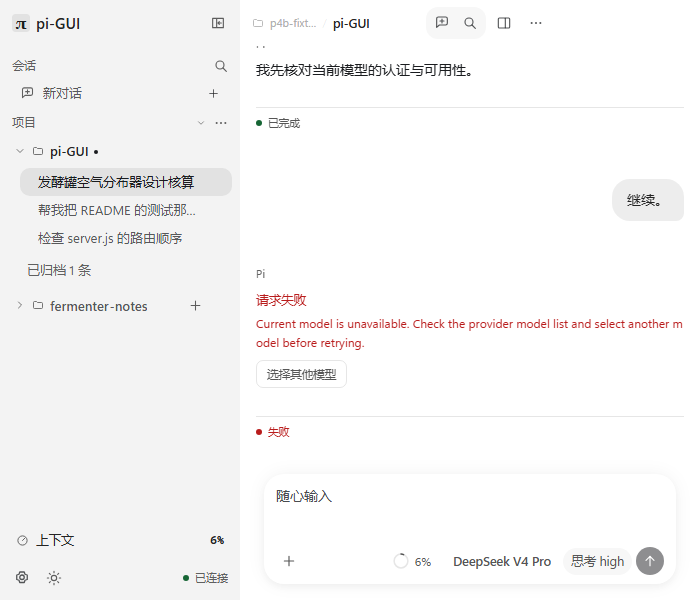 π pi-GUI
会话
新对话
项目
pi-GUI
发酵罐空气分布器设计核算
帮我把 README 的测试那...
检查 server.js 的路由顺序
已归档 1 条
fermenter-notes
上下文 6%
已连接
p4b-fixt... / pi-GUI
我先核对当前模型的认证与可用性。
已完成
继续。
Pi
请求失败
Current model is unavailable. Check the provider model list and select another m
odel before retrying.
选择其他模型
失败
随心输入
6% DeepSeek V4 Pro 思考 high